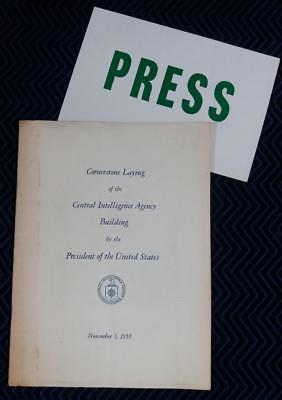 PRESS
Cornerstone Laying
of the
Central Intelligence Agency
Building
by the
President of the United States
November 3, 1959